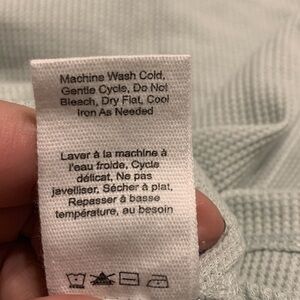 Machine Wash Cold,
Gentle Cycle, Do Not
Bleach, Dry Flat, Cool
Iron As Needed
Laver à la machine à
l'eau froide, Cycle
délicat, Ne pas
javelliser, Sécher à plat,
Repasser à basse
température, au besoin